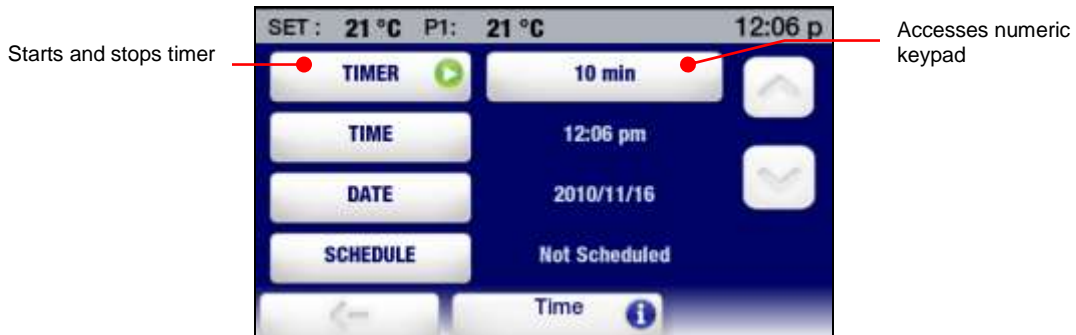 SET: 21 °C P1: 21 °C 12:06 p
Starts and stops timer
Accesses numeric
keypad
TIMER 10 min
TIME 12:06 pm
DATE 2010/11/16
SCHEDULE Not Scheduled
Time